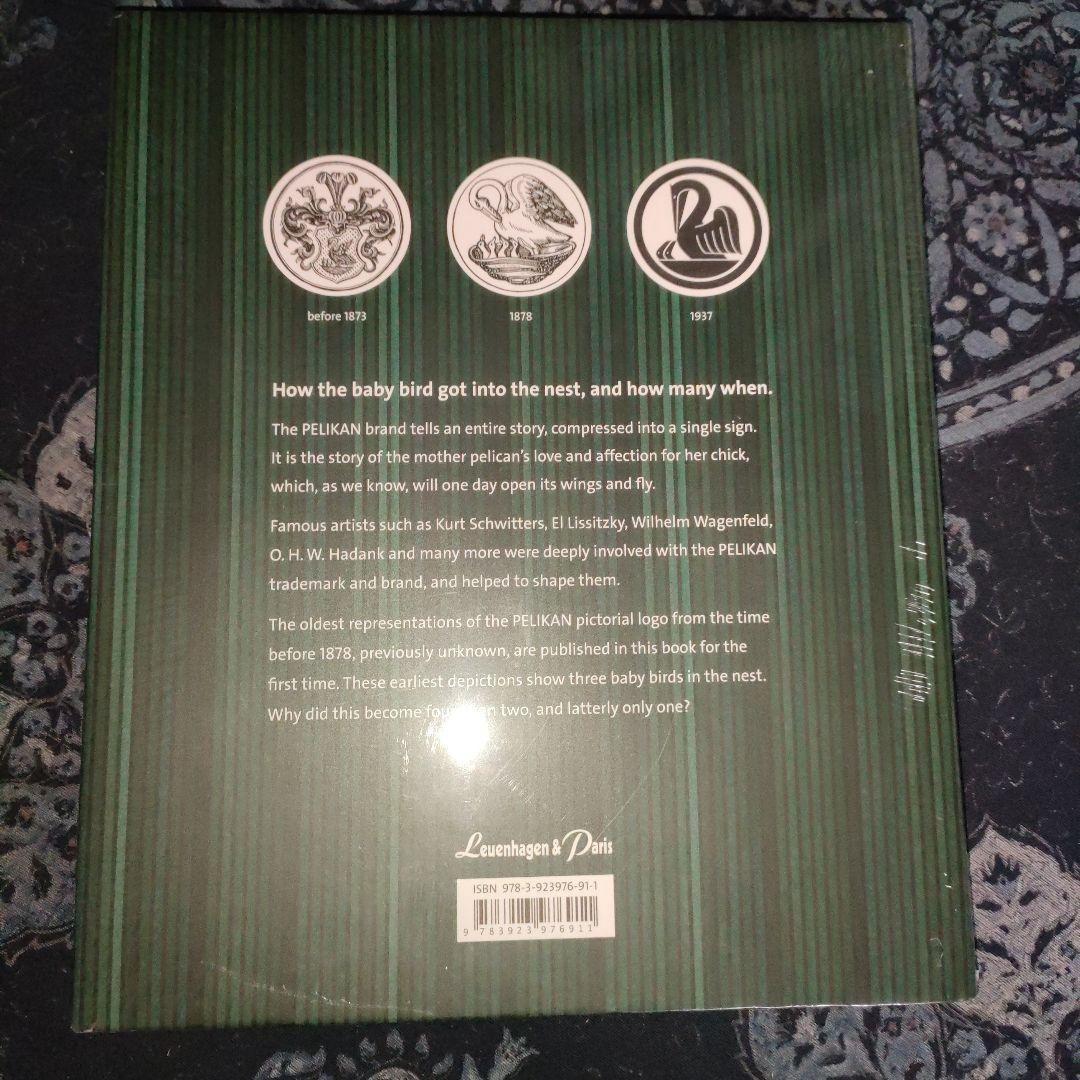 before 1873
1878
1937
How the baby bird got into the nest, and how many when.
The PELIKAN brand tells an entire story, compressed into a single sign.
It is the story of the mother pelican's love and affection for her chick,
which, as we know, will one day open its wings and fly.
Famous artists such as Kurt Schwitters, El Lissitzky, Wilhelm Wagenfeld,
O. H. W. Hadank and many more were deeply involved with the PELIKAN
trademark and brand, and helped to shape them.
The oldest representations of the PELIKAN pictorial logo from the time
before 1878, previously unknown, are published in this book for the
first time. These earliest depictions show three baby birds in the nest.
Why did this become two, and latterly only one?
Leuenhagen & Paris
ISBN 978-3-923976-91-1
9 783923 976911